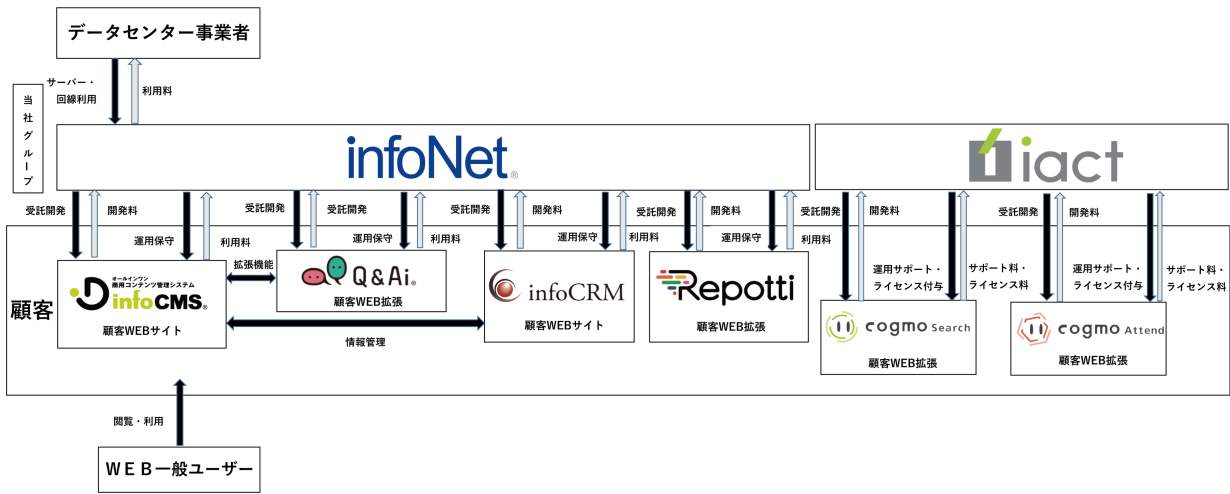 データセンター事業者
サーバー・
回線利用
利用料
当社グループ
infoNet®
iact
受託開発
開発料
運用保守
利用料
受託開発
受託開発
運用保守
利用料
受託開発
開発料
運用保守
利用料
受託開発
開発料
運用保守
利用料
受託開発
開発料
運用サポート・
ライセンス付与
サポート料・
ライセンス料
受託開発
開発料
運用サポート・
ライセンス付与
サポート料・
ライセンス料
顧客
オールインワン
商用コンテンツ管理システム
infoCMS®
顧客WEBサイト
拡張機能
Q&Ai®
顧客WEB拡張
infoCRM
顧客WEBサイト
情報管理
Repotti
顧客WEB拡張
cogmo Search
顧客WEB拡張
cogmo Attend
顧客WEB拡張
閲覧・利用
WEB一般ユーザー